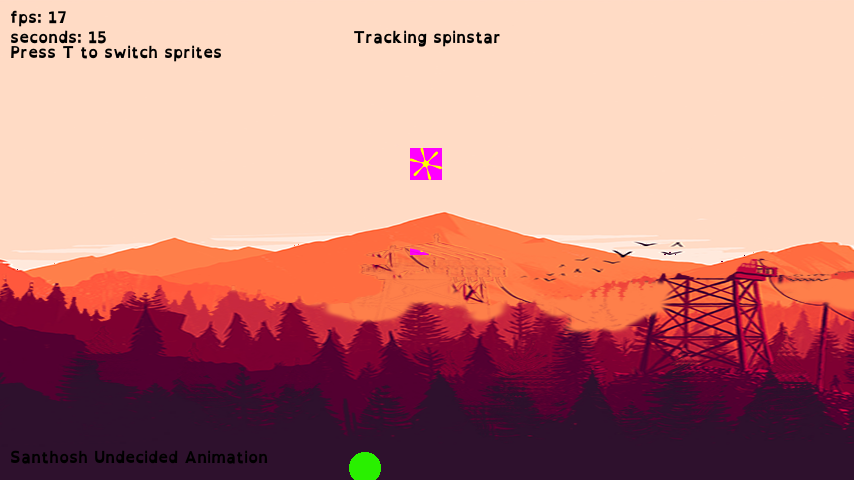 fps: 17
seconds: 15
Press T to switch sprites
Tracking spinstar
Santhosh Undecided Animation